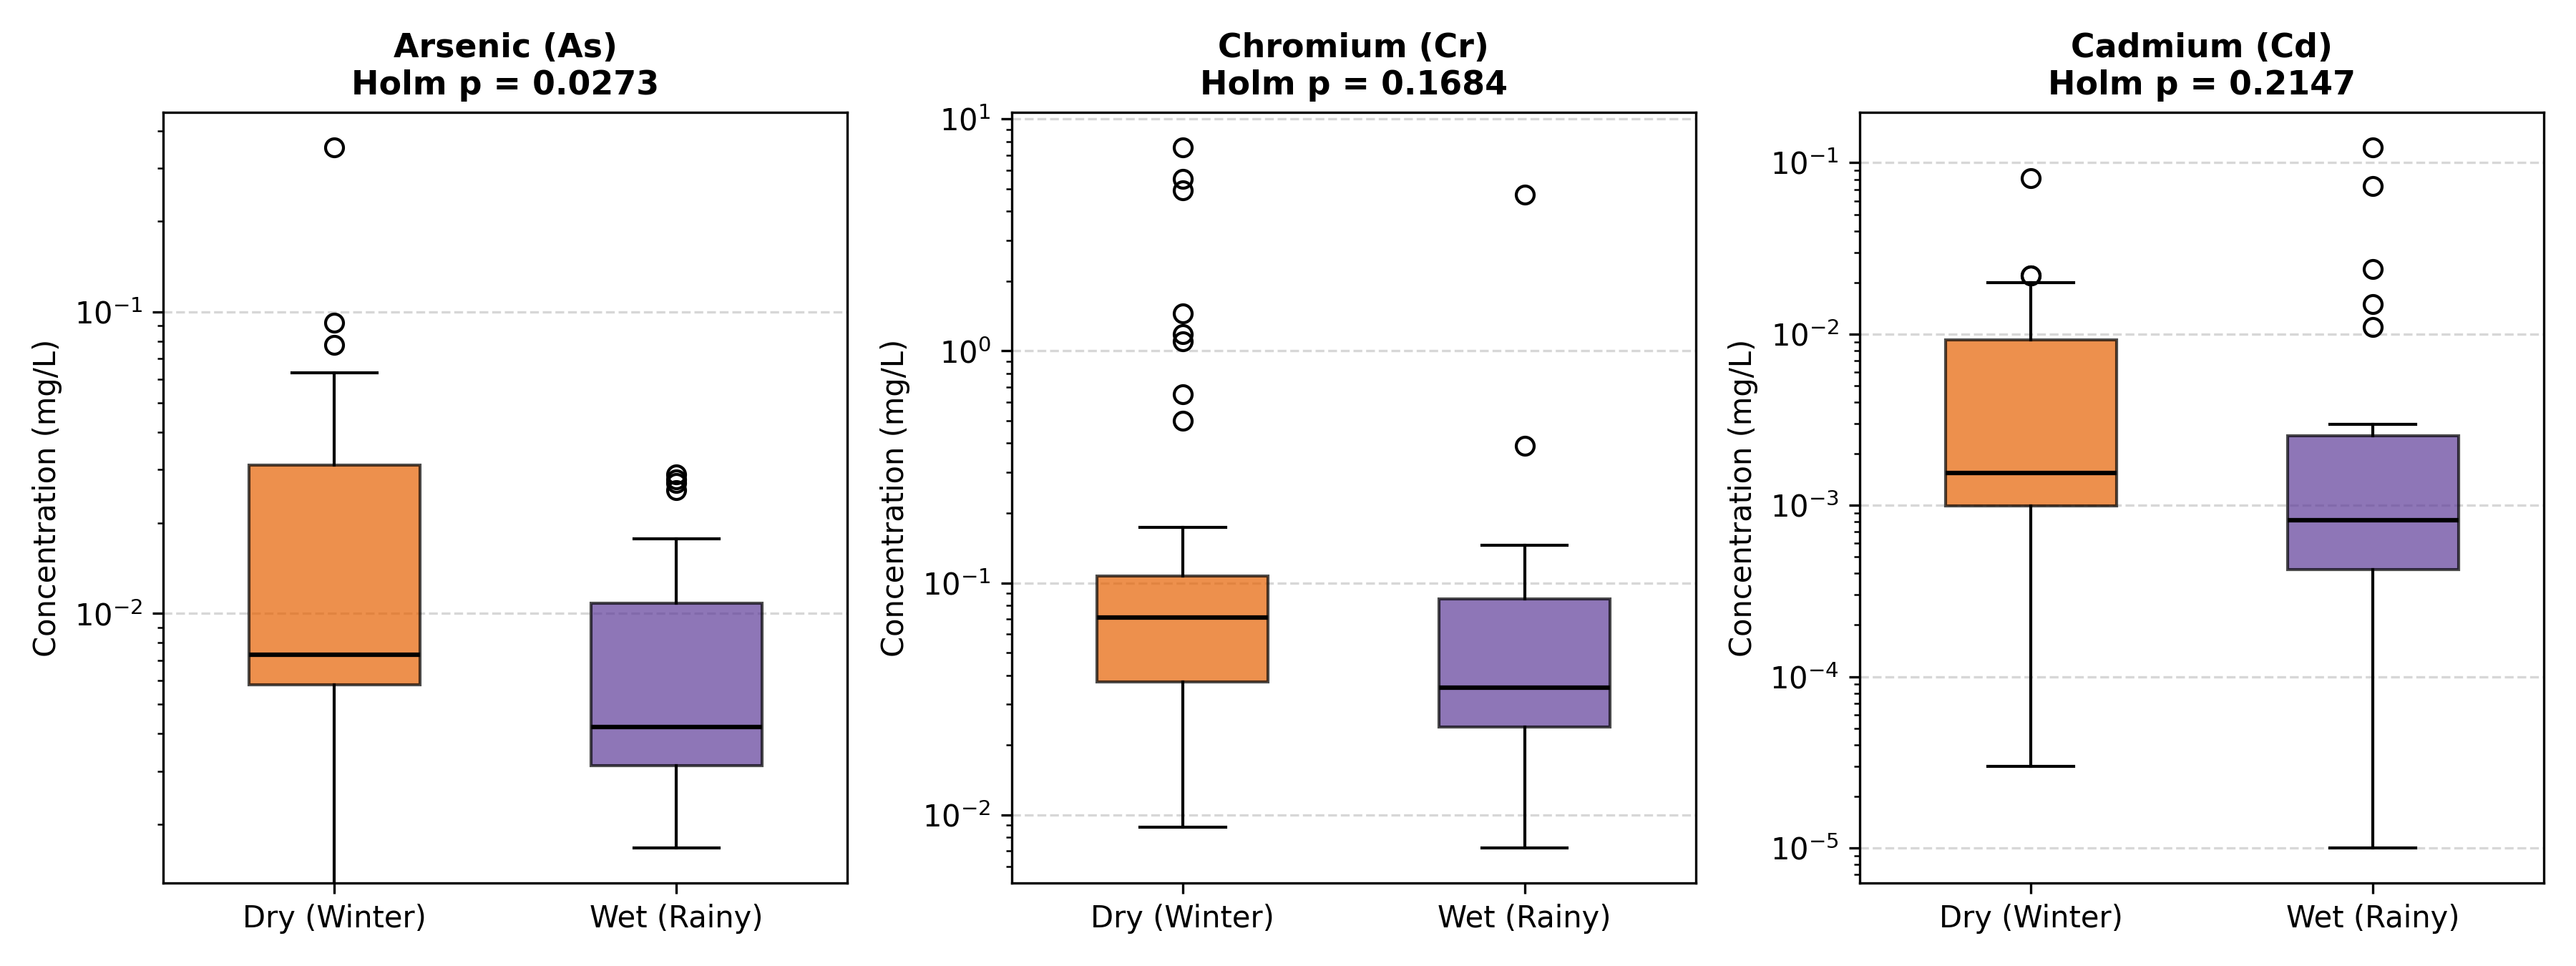 Arsenic (As)
Holm p = 0.0273
Concentration (mg/L)
10⁻¹
10⁻²
Dry (Winter)
Wet (Rainy)
Chromium (Cr)
Holm p = 0.1684
Concentration (mg/L)
10¹
10⁰
10⁻¹
10⁻²
Dry (Winter)
Wet (Rainy)
Cadmium (Cd)
Holm p = 0.2147
Concentration (mg/L)
10⁻¹
10⁻²
10⁻³
10⁻⁴
10⁻⁵
Dry (Winter)
Wet (Rainy)